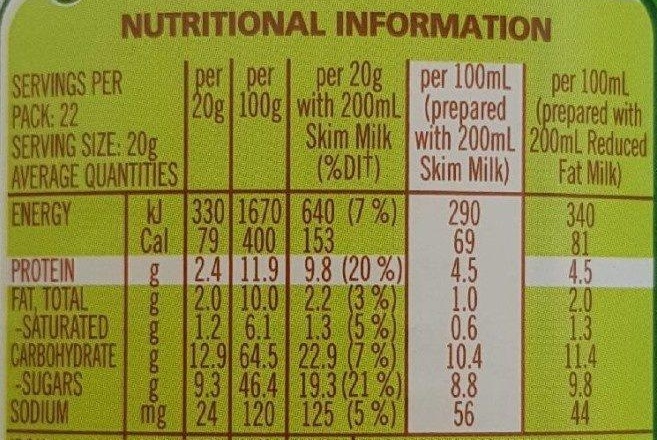 NUTRITIONAL INFORMATION
SERVINGS PER PACK: 22
SERVING SIZE: 20g
AVERAGE QUANTITIES
per 20g
per 100g
per 20g with 200mL Skim Milk (%DI†)
per 100mL (prepared with 200mL Skim Milk)
per 100mL (prepared with 200mL Reduced Fat Milk)
ENERGY kJ 330 1670 640 (7%) 290 340
Cal 79 400 153 69 81
PROTEIN g 2.4 11.9 9.8 (20%) 4.5 4.5
FAT, TOTAL g 2.0 10.0 2.2 (3%) 1.0 2.0
-SATURATED g 1.2 6.1 1.3 (5%) 0.6 1.3
CARBOHYDRATE g 12.9 64.5 22.9 (7%) 10.4 11.4
-SUGARS g 9.3 46.4 19.3 (21%) 8.8 9.8
SODIUM mg 24 120 125 (5%) 56 44